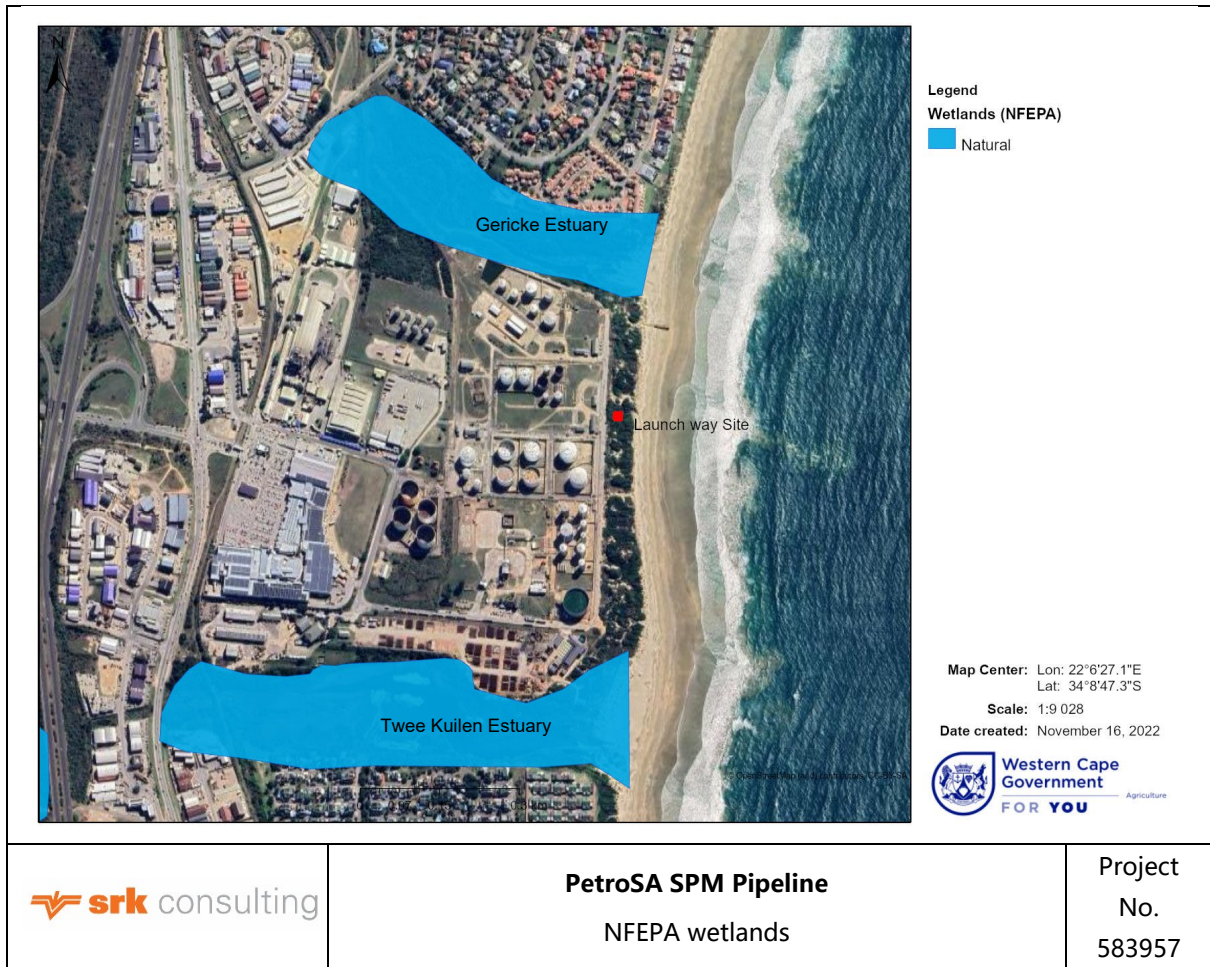 N
Gericke Estuary
Launch way Site
Twee Kuilen Estuary
Legend
Wetlands (NFEPA)
Natural
Map Center: Lon: 22°6'27.1"E
Lat: 34°8'47.3"S
Scale: 1:9 028
Date created: November 16, 2022
Western Cape
Government
Agriculture
FOR YOU
srk consulting
PetroSA SPM Pipeline
NFEPA wetlands
Project
No.
583957